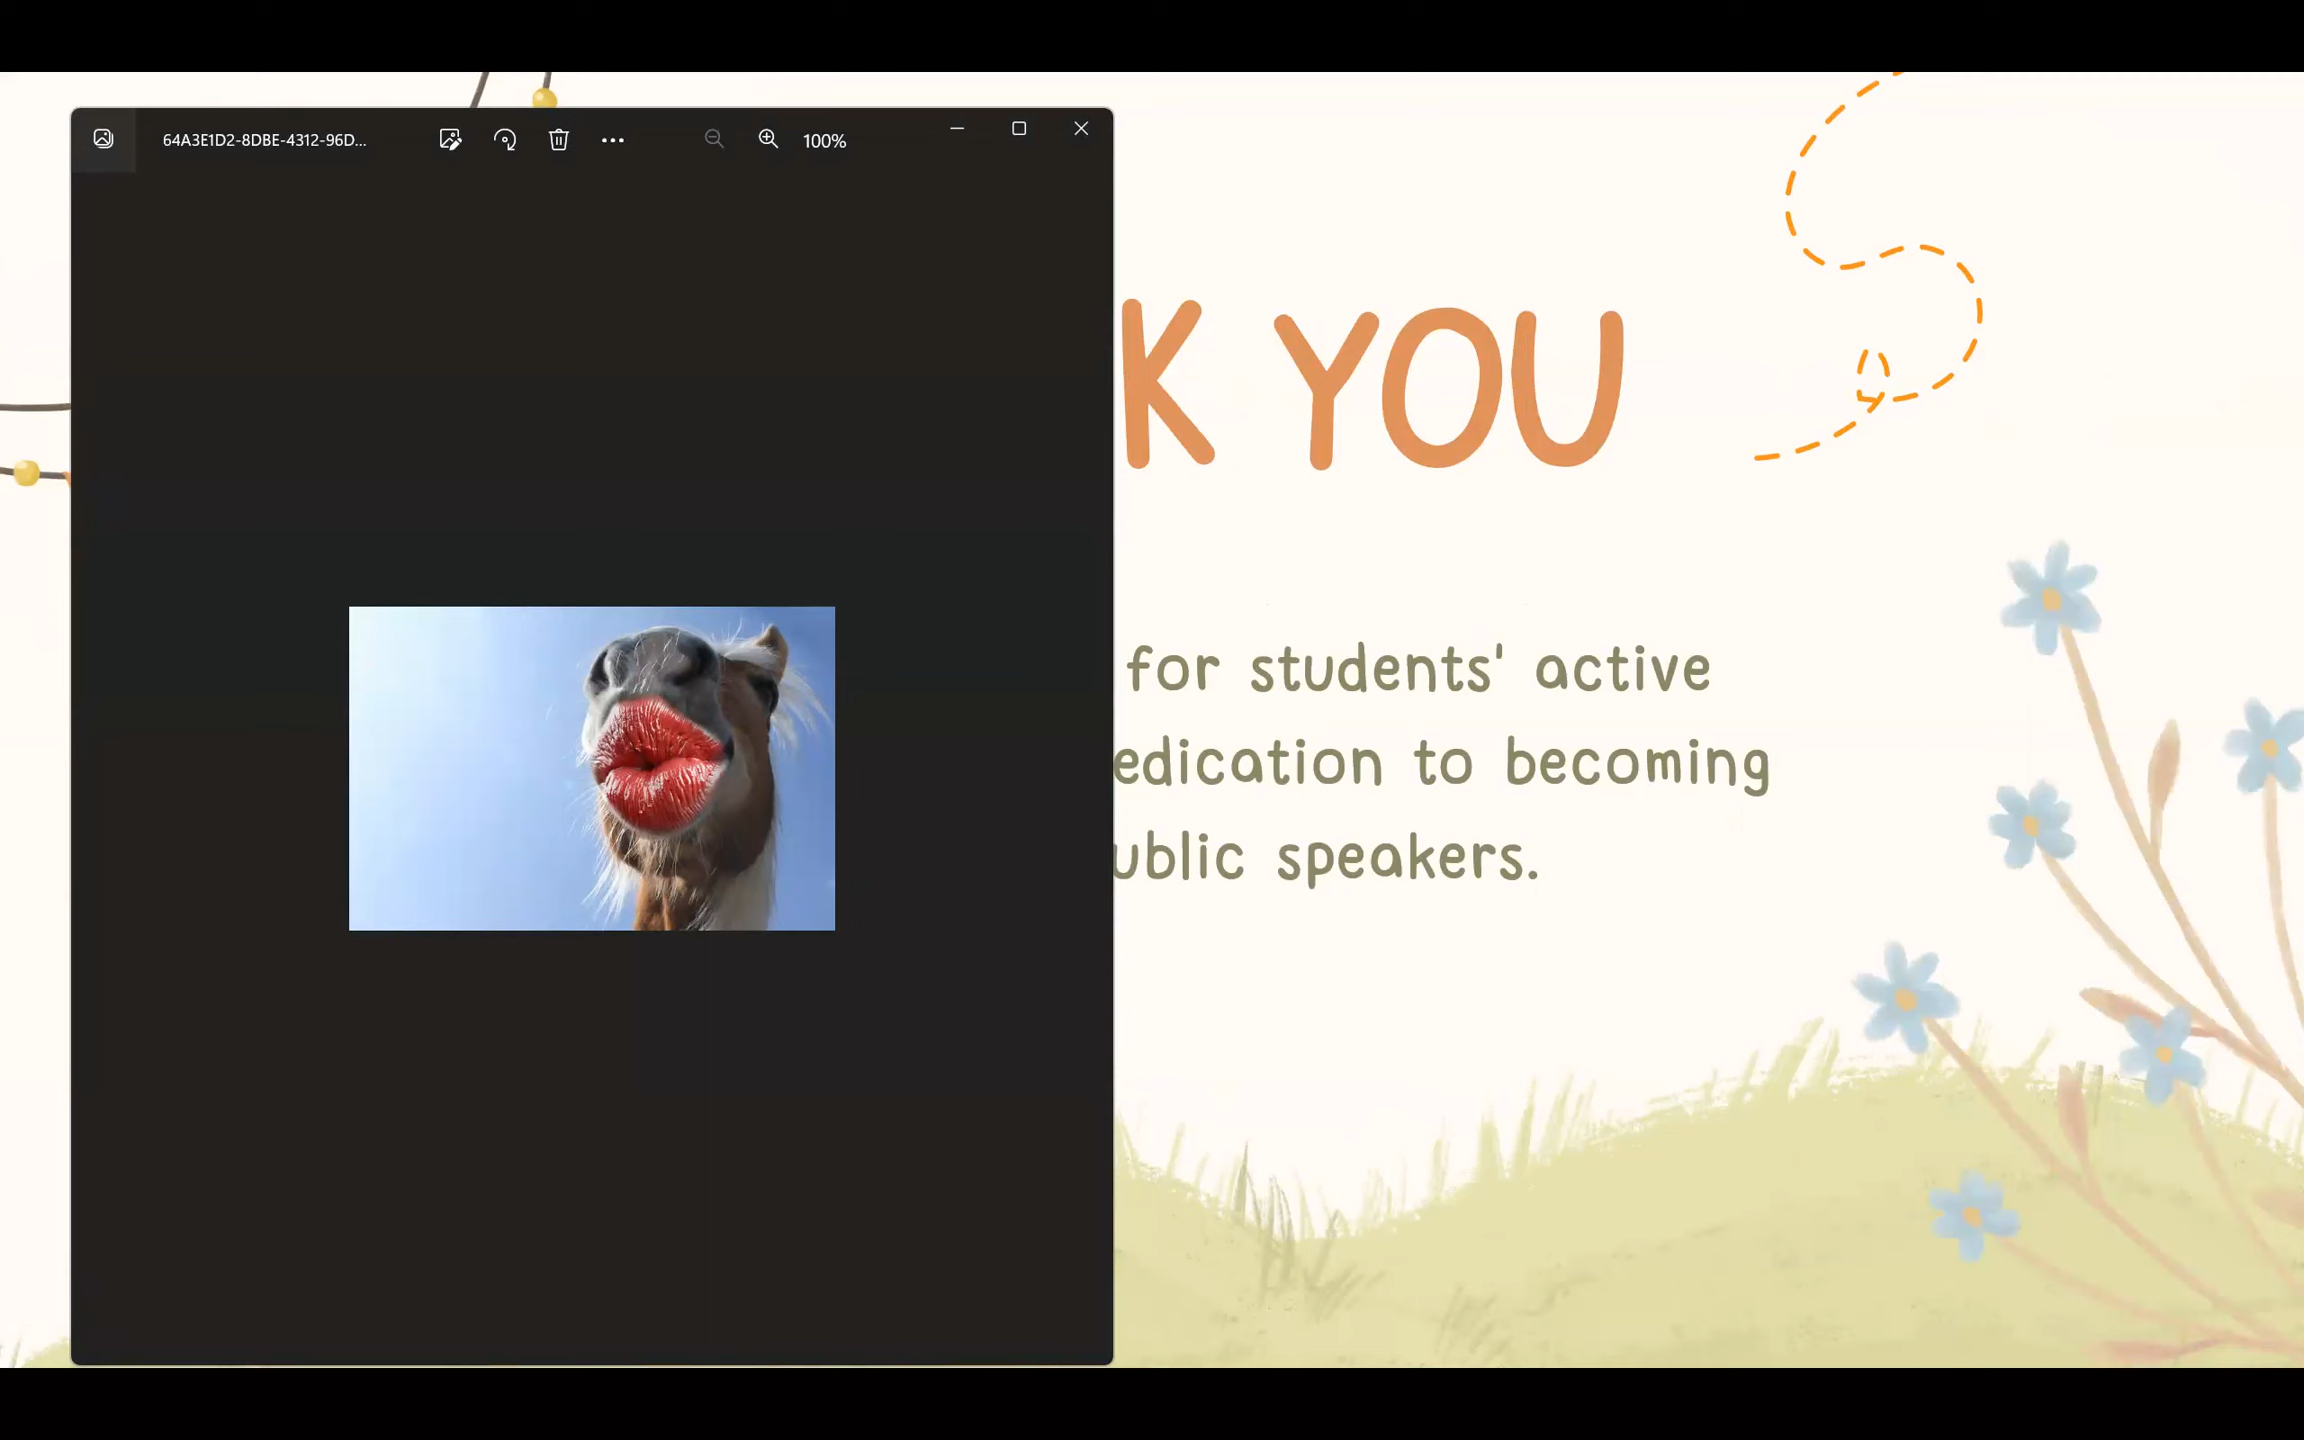 64A3E1D2-8DBE-4312-96D...
100%
K YOU
for students' active
edication to becoming
ublic speakers.